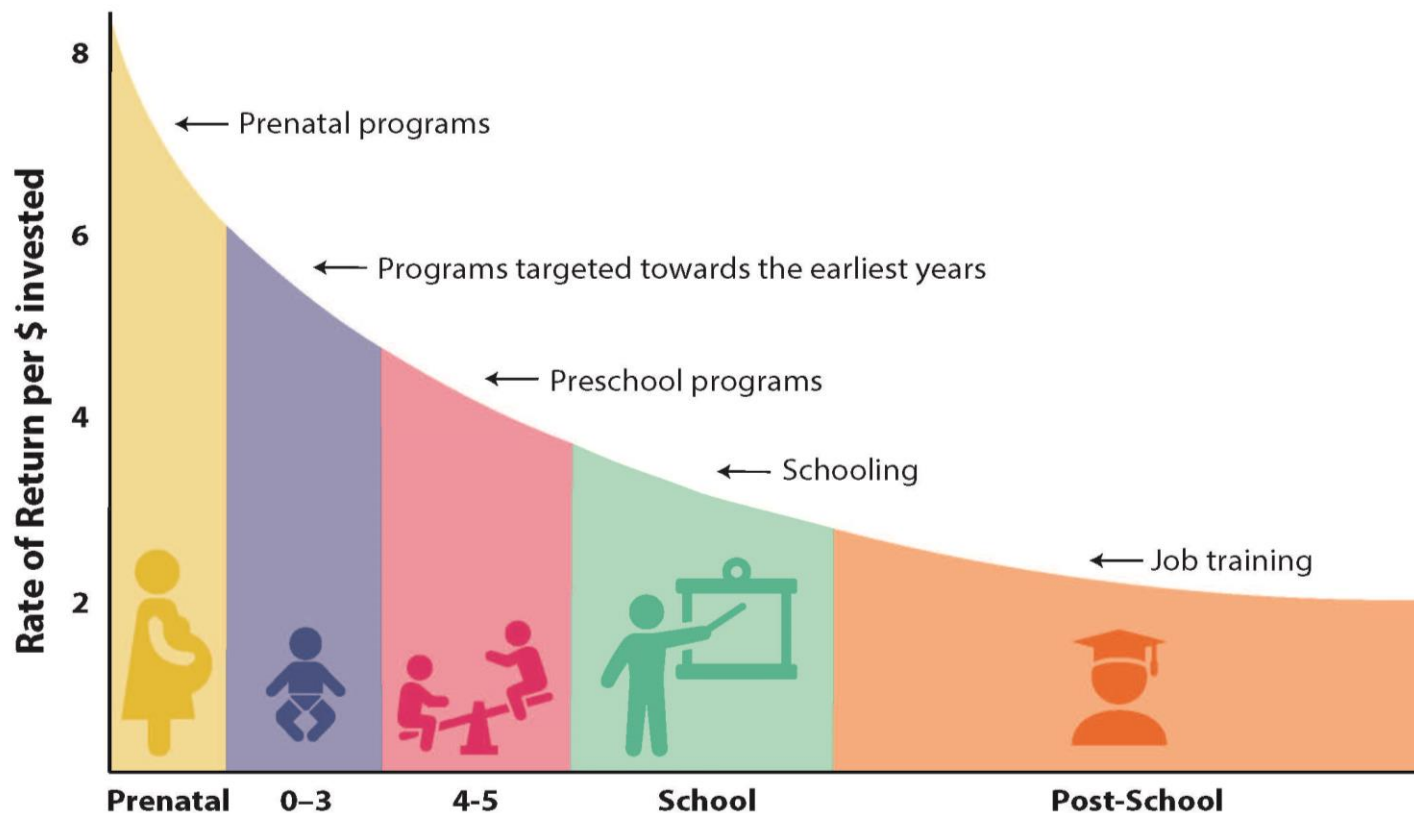 Rate of Return per $ invested
8
6
4
2
Prenatal programs
Programs targeted towards the earliest years
Preschool programs
Schooling
Job training
Prenatal
0–3
4-5
School
Post-School